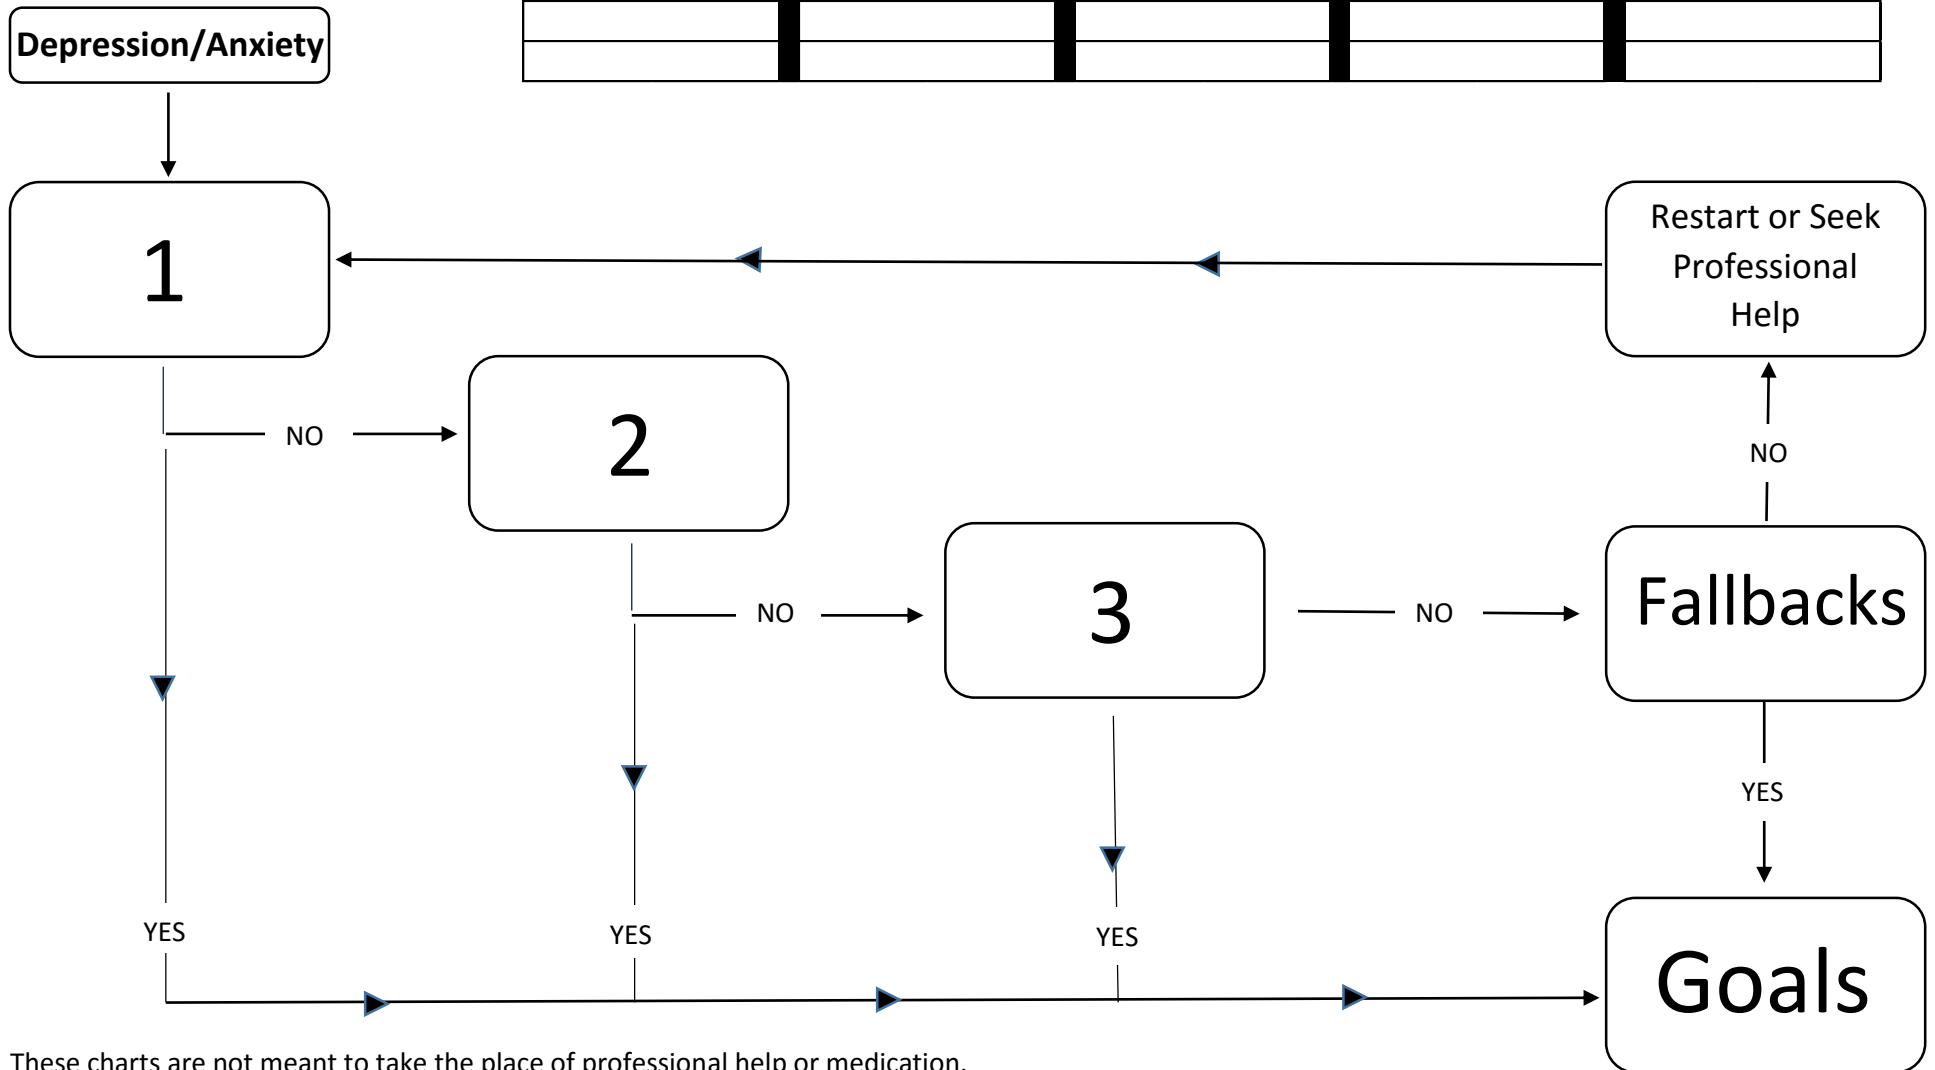 Depression/Anxiety
1
Restart or Seek
Professional
Help
2
NO
NO
3
NO
NO
Fallbacks
YES
YES
YES
YES
Goals
These charts are not meant to take the place of professional help or medication.